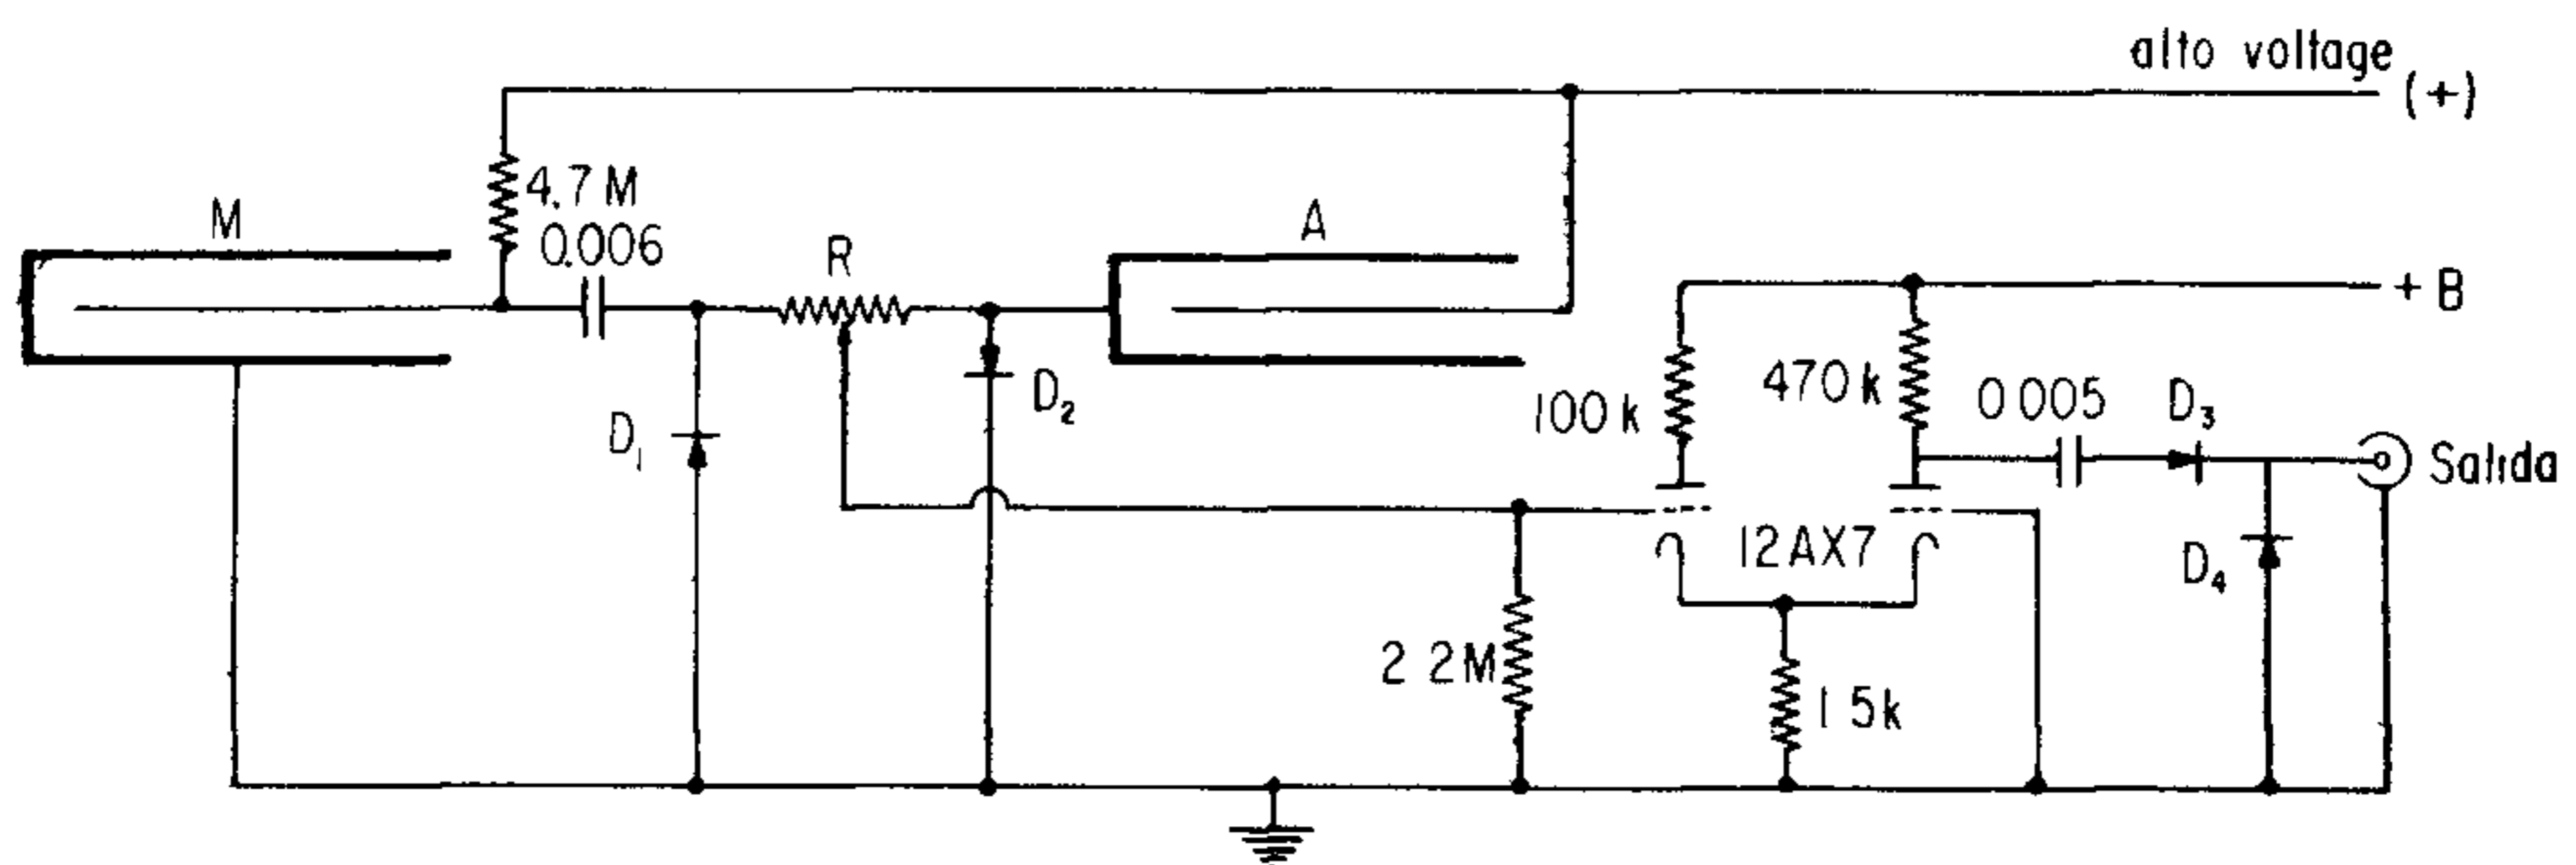 alto voltage
(+)
4.7 M
M
0.006
R
A
+ B
D₂
470 k
0 005
D₃
100 k
D₁
Salida
12AX7
D₄
2 2M
1 5k